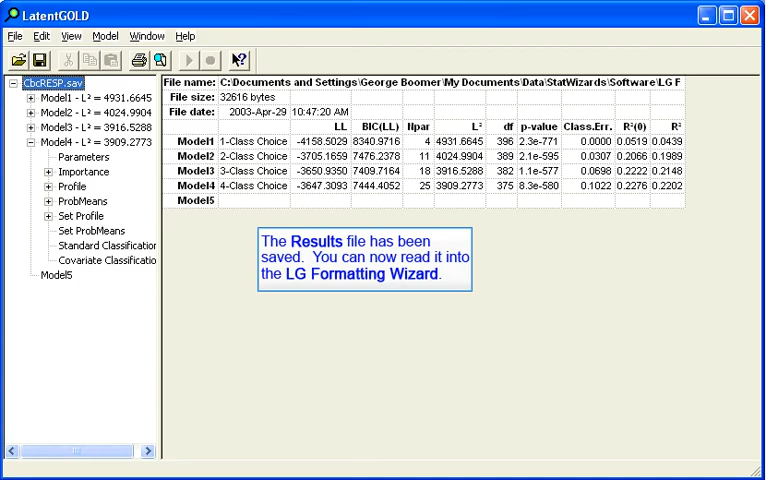 LatentGOLD
File Edit View Model Window Help
CbcRESP.sav
Model1 - L² = 4931.6645
Model2 - L² = 4024.9904
Model3 - L² = 3916.5288
Model4 - L² = 3909.2773
Parameters
Importance
Profile
ProbMeans
Set Profile
Set ProbMeans
Standard Classification
Covariate Classificatio
Model5
File name: C:\Documents and Settings\George Boomer\My Documents\Data\StatWizards\Software\LG F
File size: 32616 bytes
File date: 2003-Apr-29 10:47:20 AM
LL BIC(LL) Npar L² df p-value Class.Err. R²(0) R²
Model1 1-Class Choice -4158.5029 8340.9716 4 4931.6645 396 2.3e-771 0.0000 0.0519 0.0439
Model2 2-Class Choice -3705.1659 7476.2378 11 4024.9904 389 2.1e-595 0.0307 0.2066 0.1989
Model3 3-Class Choice -3650.9350 7409.7164 18 3916.5288 382 1.1e-577 0.0698 0.2222 0.2148
Model4 4-Class Choice -3647.3093 7444.4052 25 3909.2773 375 8.3e-580 0.1022 0.2276 0.2202
Model5
The Results file has been
saved. You can now read it into
the LG Formatting Wizard.